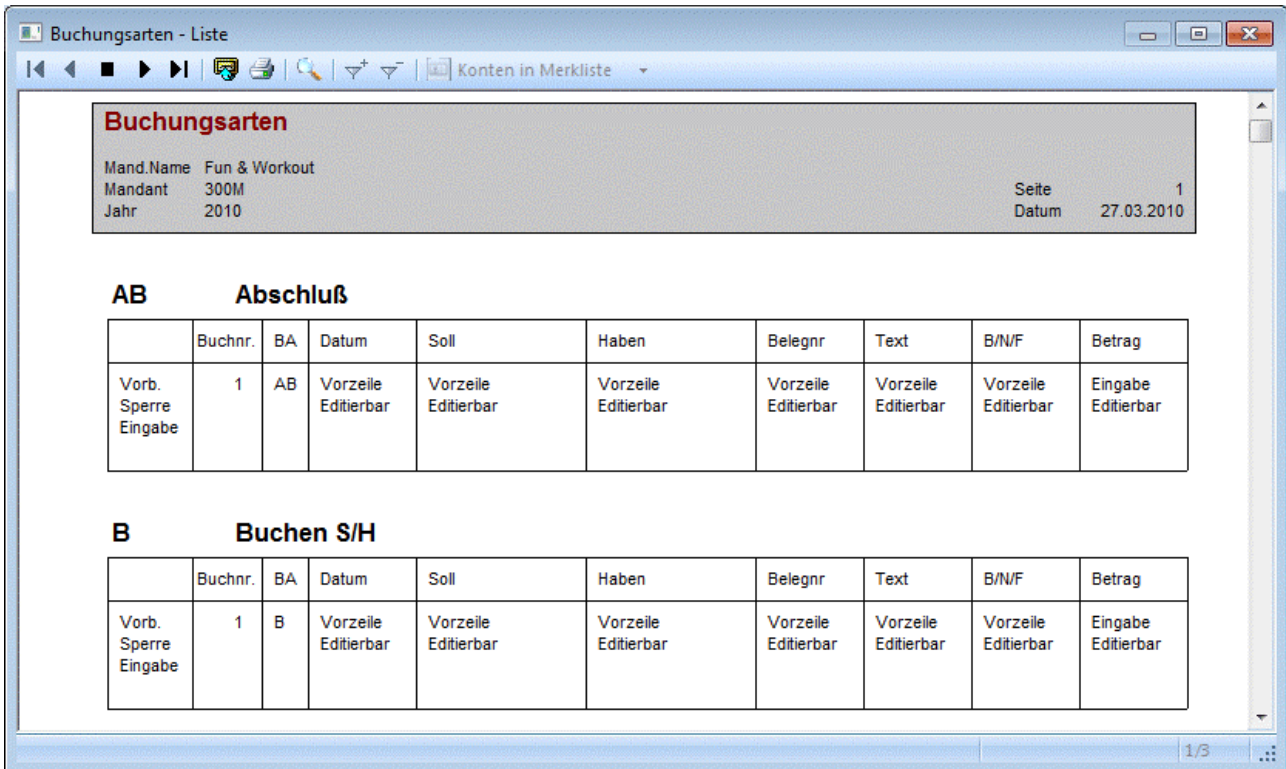 Buchungsarten - Liste
Konten in Merkliste
Buchungsarten
Mand.Name Fun & Workout
Mandant 300M Seite 1
Jahr 2010 Datum 27.03.2010
AB Abschluß
Buchnr. BA Datum Soll Haben Belegnr Text B/N/F Betrag
Vorb. 1 AB Vorzeile Vorzeile Vorzeile Vorzeile Vorzeile Vorzeile Eingabe
Sperre Editierbar Editierbar Editierbar Editierbar Editierbar Editierbar Editierbar
Eingabe
B Buchen S/H
Buchnr. BA Datum Soll Haben Belegnr Text B/N/F Betrag
Vorb. 1 B Vorzeile Vorzeile Vorzeile Vorzeile Vorzeile Vorzeile Eingabe
Sperre Editierbar Editierbar Editierbar Editierbar Editierbar Editierbar Editierbar
Eingabe
1/3